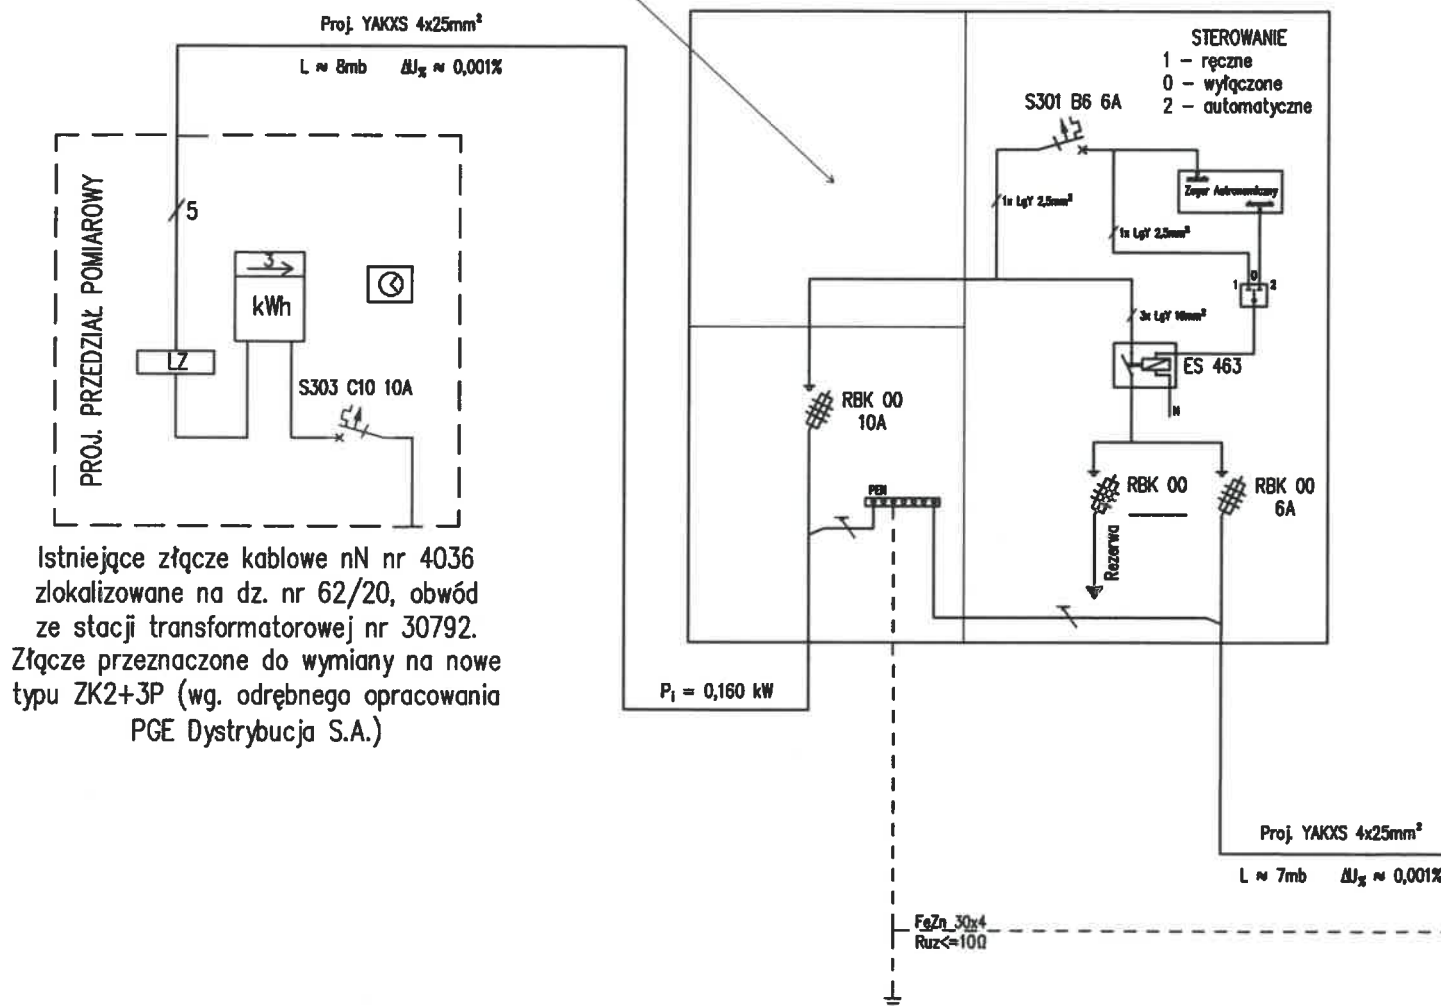 Proj. YAKXS 4x25mm²
L ≈ 8mb ΔU% ≈ 0,001%
PROJ. PRZEDZIAŁ POMIAROWY
5
3
kWh
LZ
S303 C10 10A
Istniejące złącze kablowe nN nr 4036
zlokalizowane na dz. nr 62/20, obwód
ze stacji transformatorowej nr 30792.
Złącze przeznaczone do wymiany na nowe
typu ZK2+3P (wg. odrębnego opracowania
PGE Dystrybucja S.A.)
STEROWANIE
1 – ręczne
0 – wyłączone
2 – automatyczne
S301 B6 6A
Zegar Astronomiczny
1x LgY 2,5mm²
1x LgY 2,5mm²
0
1 2
3x LgY 16mm²
ES 463
N
RBK 00
10A
PEN
RBK 00
Rezerwa
RBK 00
6A
Pi = 0,160 kW
Proj. YAKXS 4x25mm²
L ≈ 7mb ΔU% ≈ 0,001%
FeZn 30x4
Ruz<=10Ω